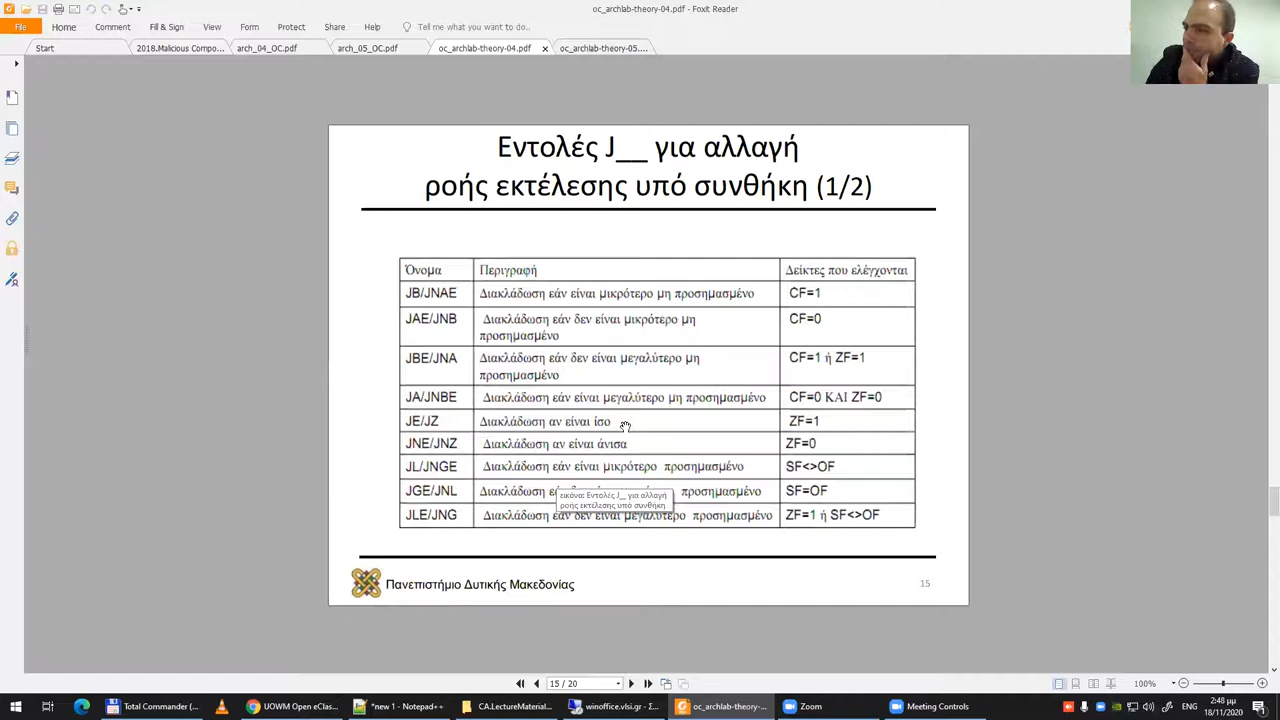 oc_archlab-theory-04.pdf - Foxit Reader
File Home Comment Fill & Sign View Form Protect Share Help Tell me what you want to do...
Start 2018.Malicious Compo... arch_04_OC.pdf arch_05_OC.pdf oc_archlab-theory-04.pdf oc_archlab-theory-05....
Εντολές J__ για αλλαγή
ροής εκτέλεσης υπό συνθήκη (1/2)
Όνομα Περιγραφή Δείκτες που ελέγχονται
JB/JNAE Διακλάδωση εάν είναι μικρότερο μη προσημασμένο CF=1
JAE/JNB Διακλάδωση εάν δεν είναι μικρότερο μη CF=0
προσημασμένο
JBE/JNA Διακλάδωση εάν δεν είναι μεγαλύτερο μη CF=1 ή ZF=1
προσημασμένο
JA/JNBE Διακλάδωση εάν είναι μεγαλύτερο μη προσημασμένο CF=0 ΚΑΙ ZF=0
JE/JZ Διακλάδωση αν είναι ίσο ZF=1
JNE/JNZ Διακλάδωση αν είναι άνισα ZF=0
JL/JNGE Διακλάδωση εάν είναι μικρότερο προσημασμένο SF<>OF
JGE/JNL Διακλάδωση προσημασμένο SF=OF
εικόνα: Εντολές J__ για αλλαγή
ροής εκτέλεσης υπό συνθήκη
JLE/JNG Διακλάδωση εάν δεν είναι μεγαλύτερο προσημασμένο ZF=1 ή SF<>OF
Πανεπιστήμιο Δυτικής Μακεδονίας 15
15 / 20 100%
Total Commander (... UOWM Open eClas... *new 1 - Notepad++ CA.LectureMaterial... winoffice.vlsi.gr - Σ... oc_archlab-theory-... Zoom Meeting Controls 2:48 μμ
18/11/2020